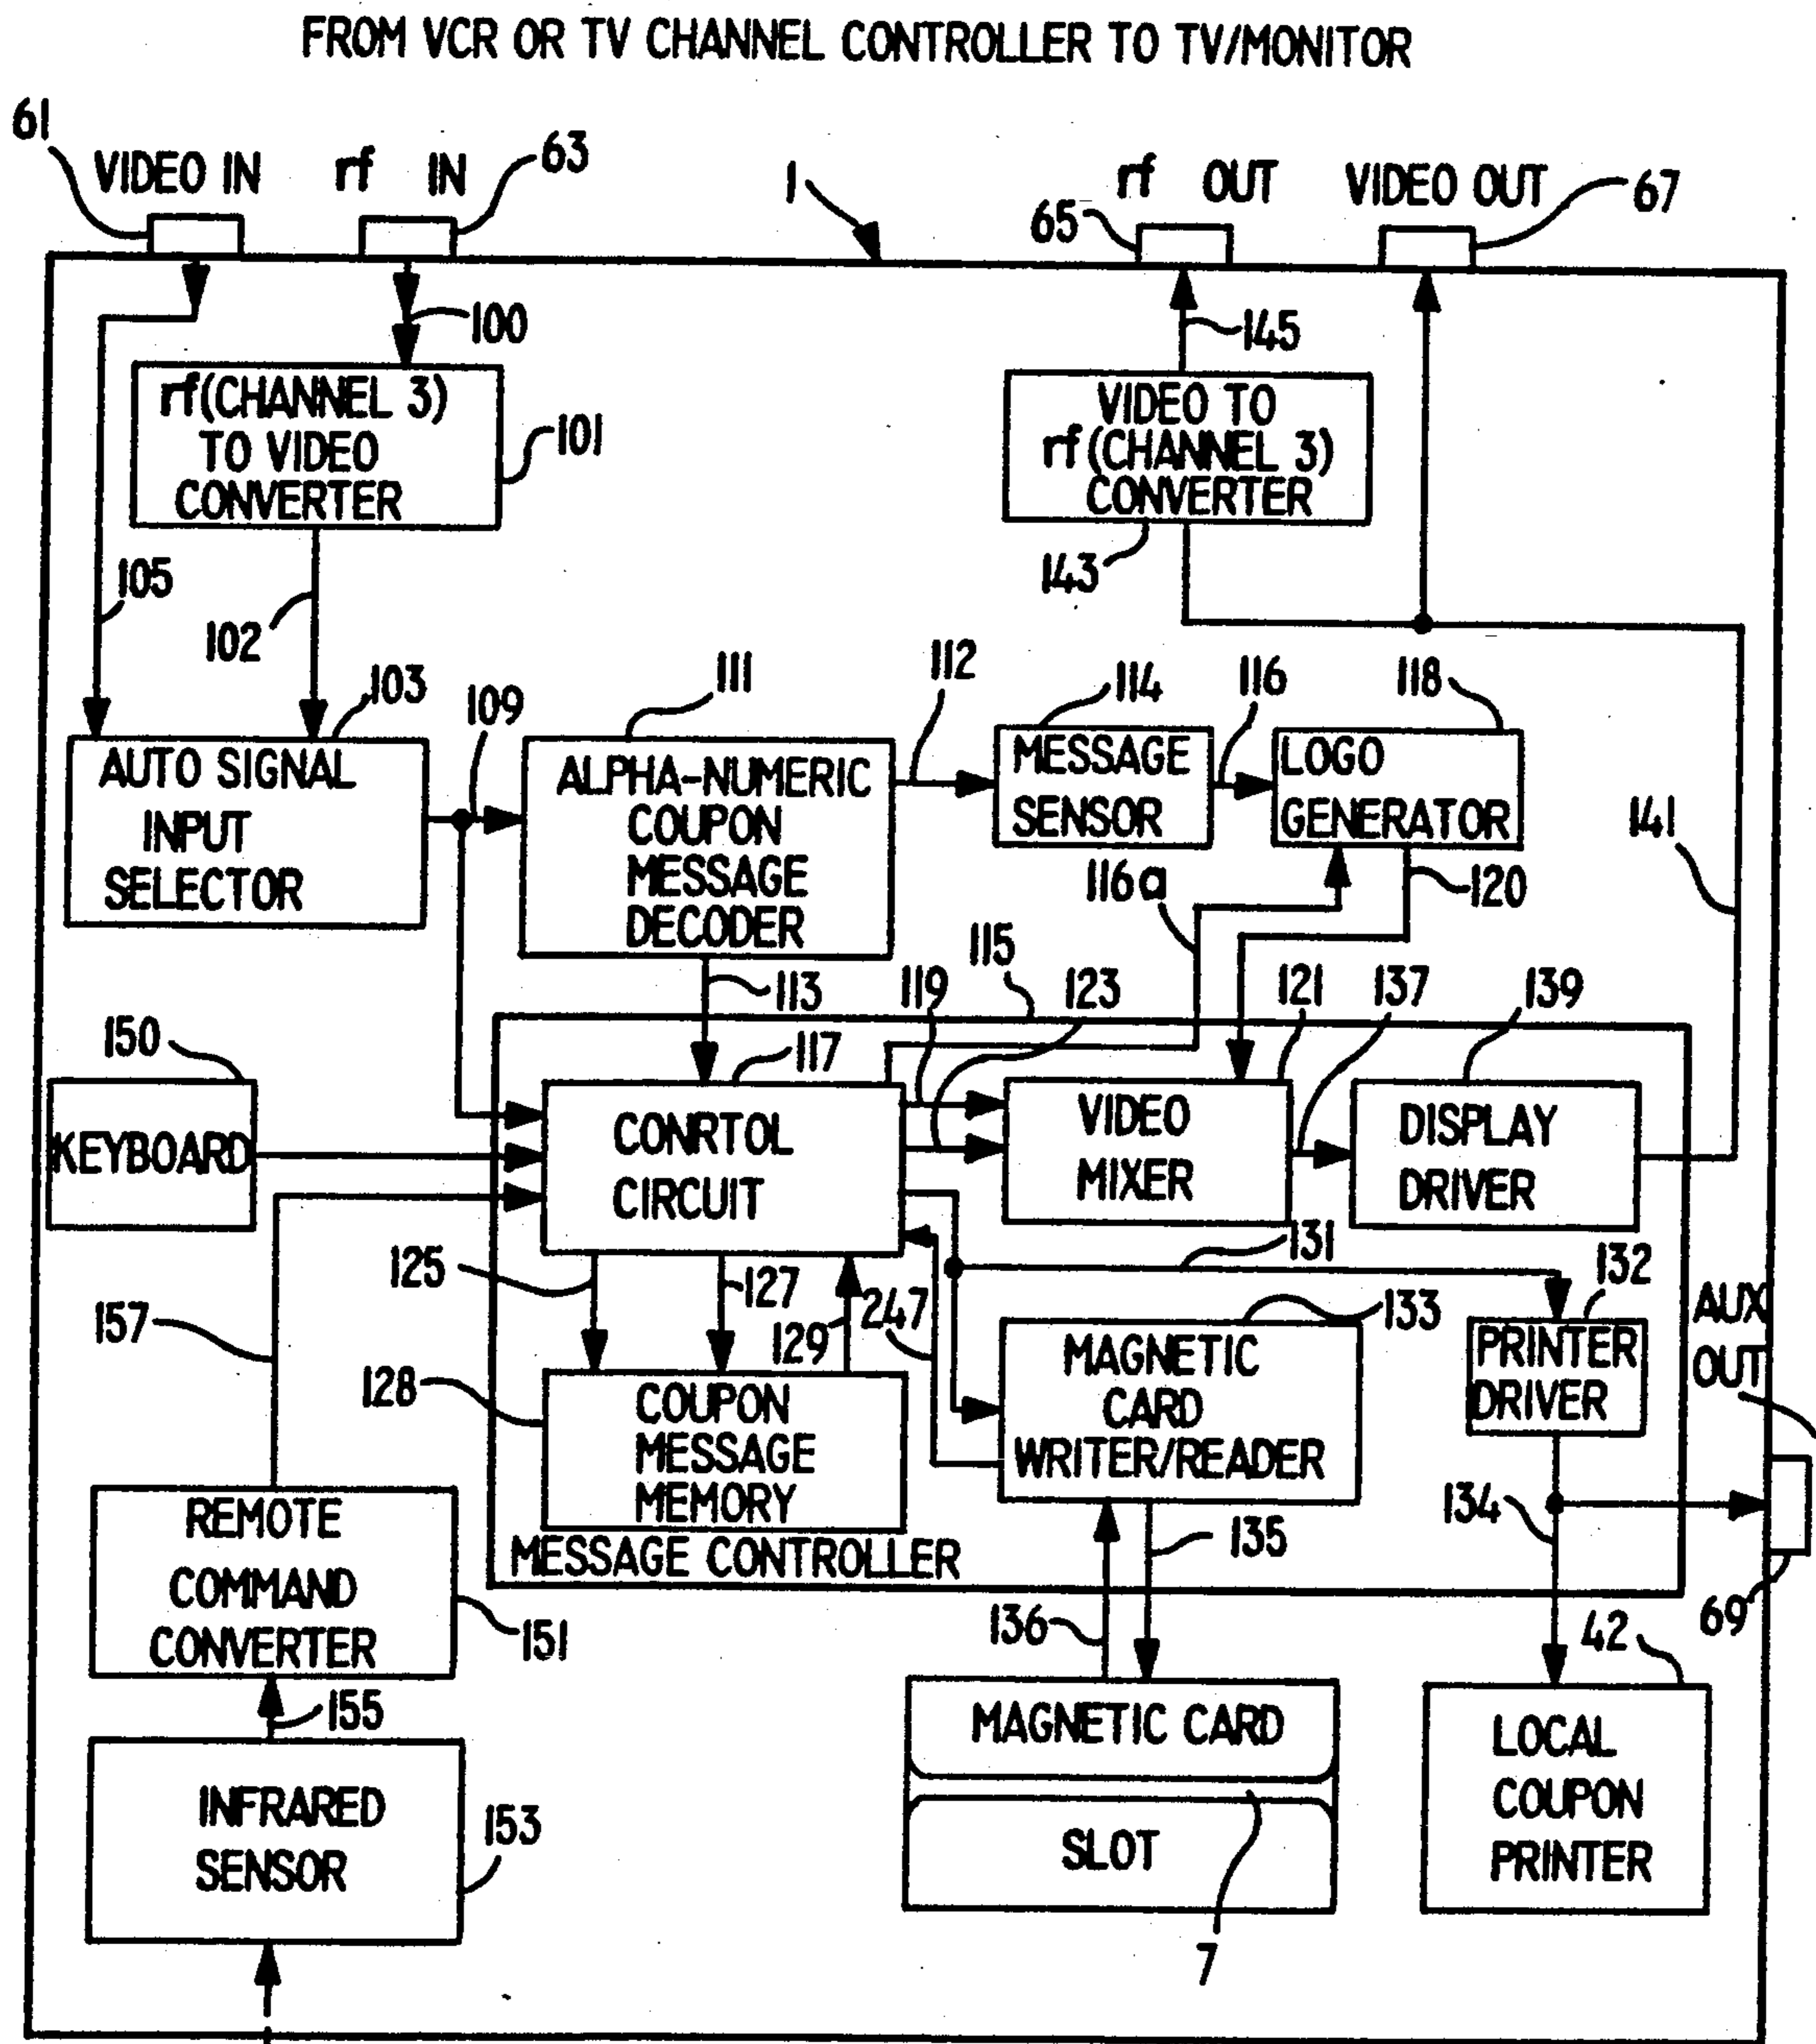 FROM VCR OR TV CHANNEL CONTROLLER TO TV/MONITOR
61
VIDEO IN
rf IN
63
1
65
rf OUT
VIDEO OUT
67
100
145
rf(CHANNEL 3)
TO VIDEO
CONVERTER
101
VIDEO TO
rf(CHANNEL 3)
CONVERTER
143
105
102
103
109
111
112
114
116
118
AUTO SIGNAL
INPUT
SELECTOR
ALPHA-NUMERIC
COUPON
MESSAGE
DECODER
MESSAGE
SENSOR
LOGO
GENERATOR
141
116a
120
113
119
115
123
121
137
139
150
117
KEYBOARD
CONRTOL
CIRCUIT
VIDEO
MIXER
DISPLAY
DRIVER
125
127
129
247
131
132
133
157
128
COUPON
MESSAGE
MEMORY
MAGNETIC
CARD
WRITER/READER
PRINTER
DRIVER
AUX
OUT
MESSAGE CONTROLLER
134
135
136
69
42
REMOTE
COMMAND
CONVERTER
151
155
INFRARED
SENSOR
153
MAGNETIC CARD
SLOT
7
LOCAL
COUPON
PRINTER